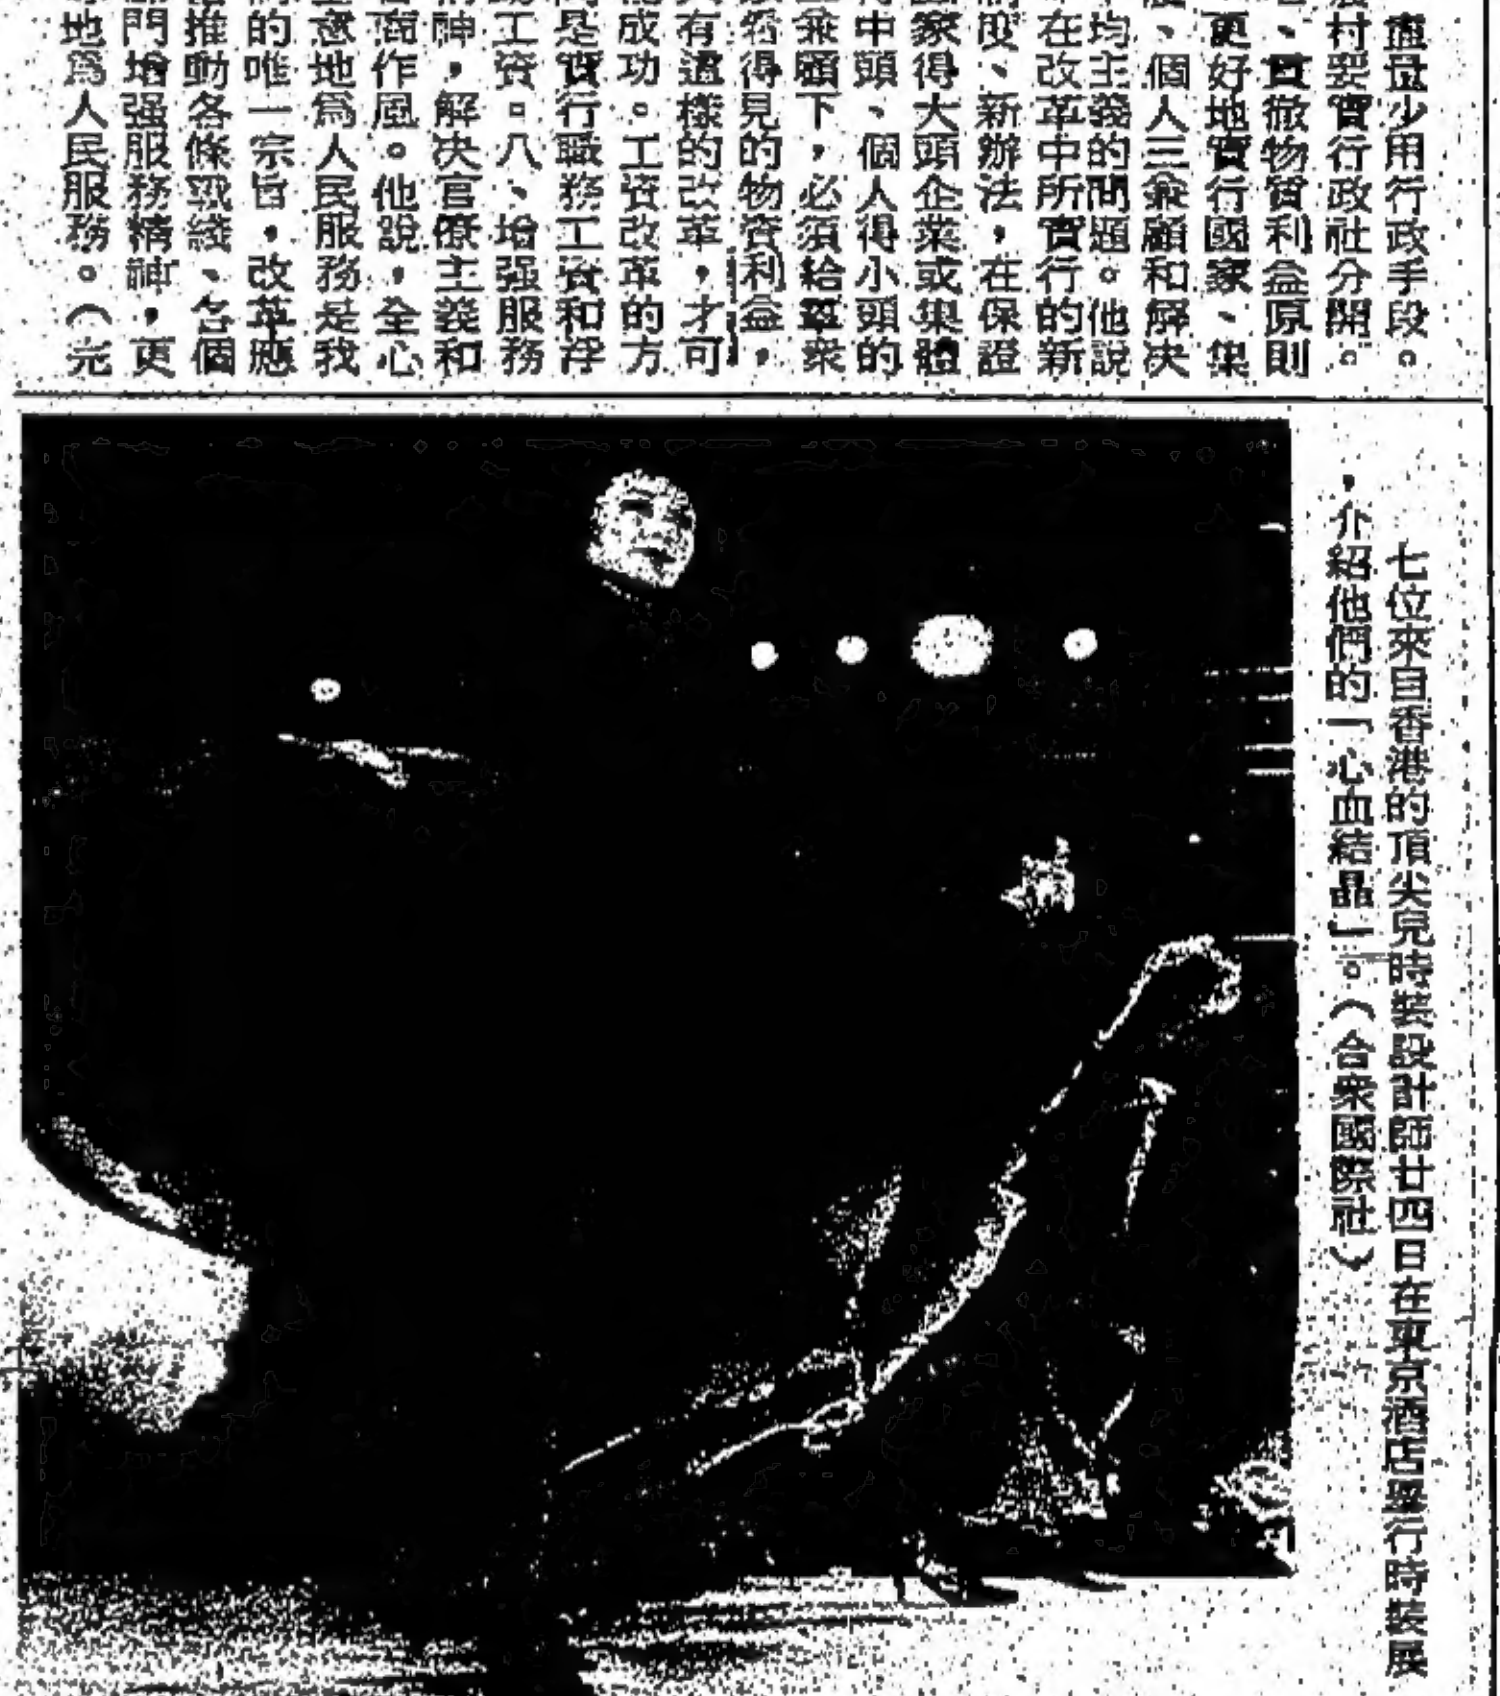 盡量少用行政手段。
村要實行政社分開。
、貫徹物質利益原則
更好地實行國家、集
、個人三兼顧和解决
均主義的問題。他說
在改革中所實行的新
度、新辦法，在保證
家得大頭企業或集體
中頭、個人得小頭的
兼顧下，必須給羣衆
得見的物資利益，
有這樣的改革，才可
成功。工資改革的方
是實行職務工資和浮
工資。八、增强服務
神，解决官僚主義和
商作風。他說，全心
意地爲人民服務是我
的唯一宗旨，改革應
推動各條戰綫、各個
門增强服務精神，更
地爲人民服務。（完
七位來自香港的頂尖兒時裝設計師廿四日在東京酒店舉行時裝展
，介紹他們的「心血結晶」。（合衆國際社）